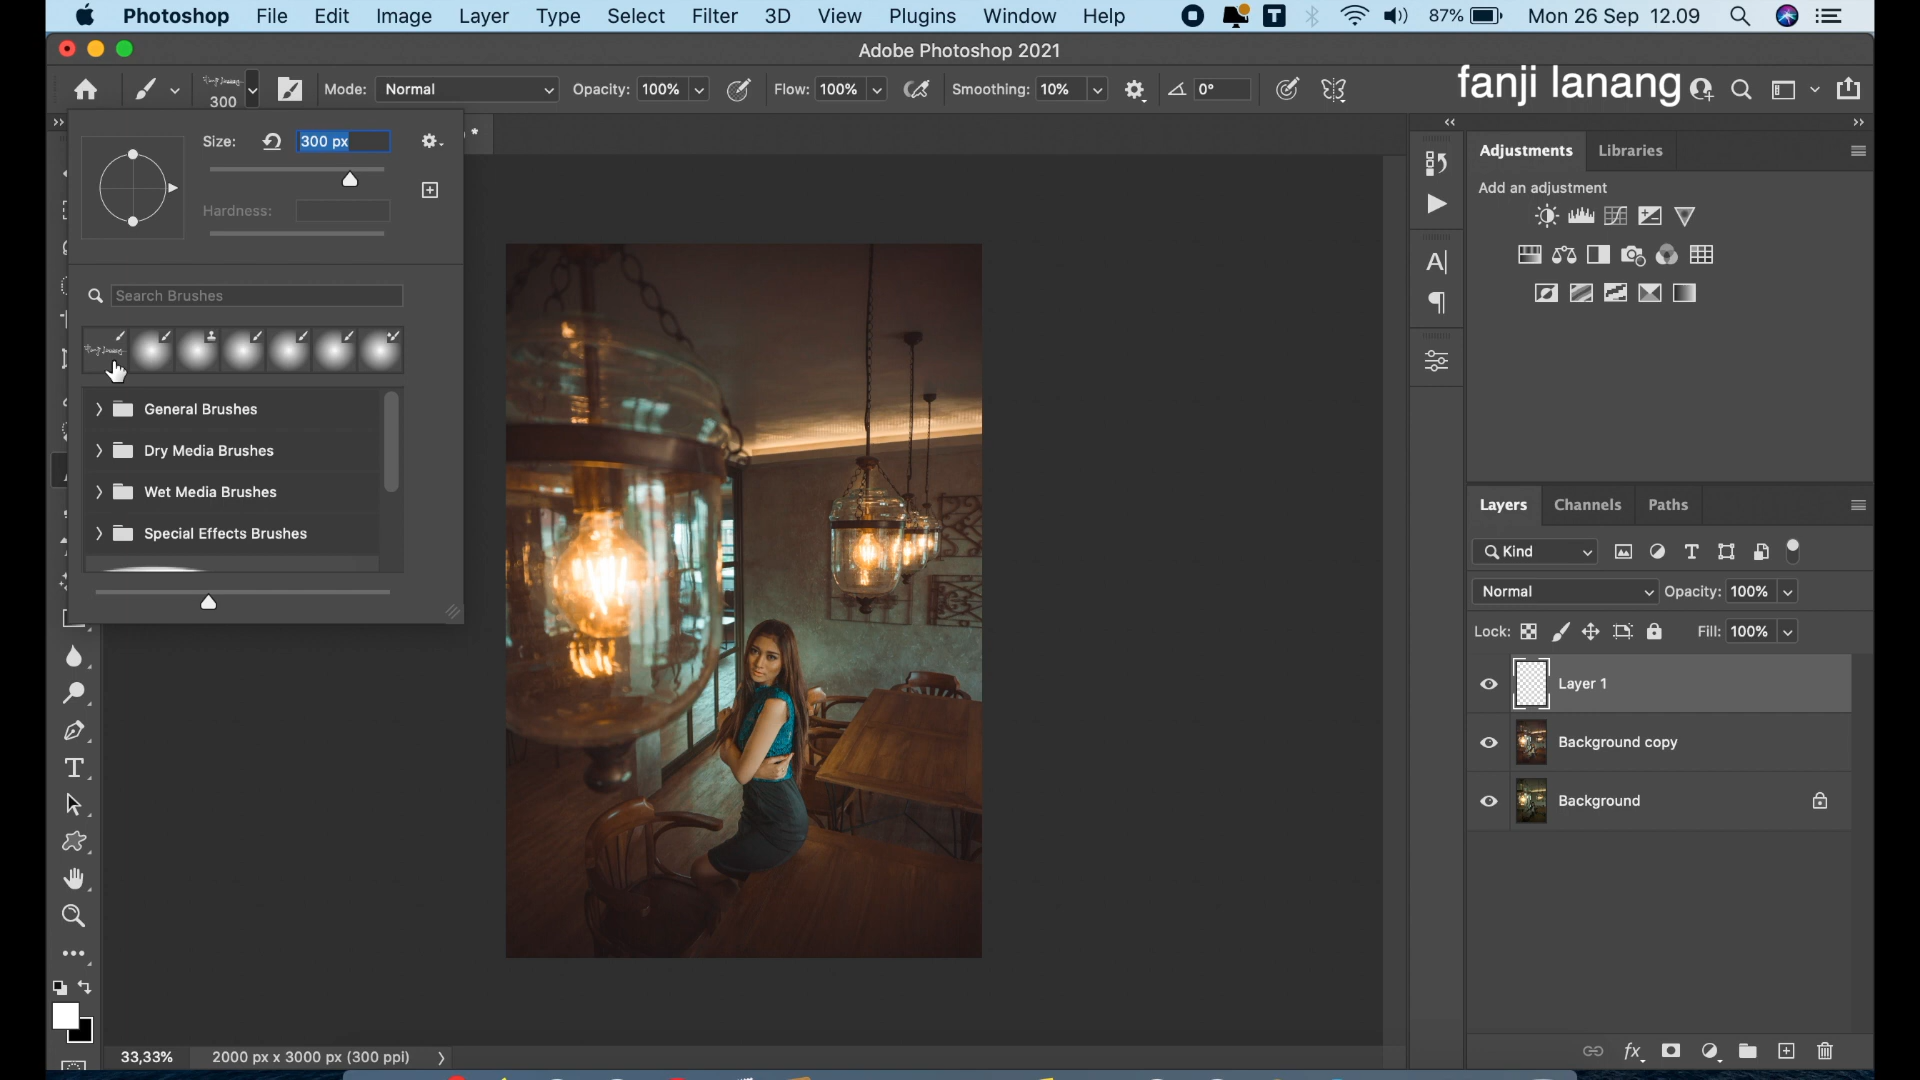 Photoshop File Edit Image Layer Type Select Filter 3D View Plugins Window Help T 87% Mon 26 Sep 12.09
Adobe Photoshop 2021
300 Mode: Normal Opacity: 100% Flow: 100% Smoothing: 10% 0° fanji lanang
Size: 300 px
Hardness:
Search Brushes
General Brushes
Dry Media Brushes
Wet Media Brushes
Special Effects Brushes
Adjustments Libraries
Add an adjustment
Layers Channels Paths
Kind
Normal Opacity: 100%
Lock: Fill: 100%
Layer 1
Background copy
Background
33,33% 2000 px x 3000 px (300 ppi)